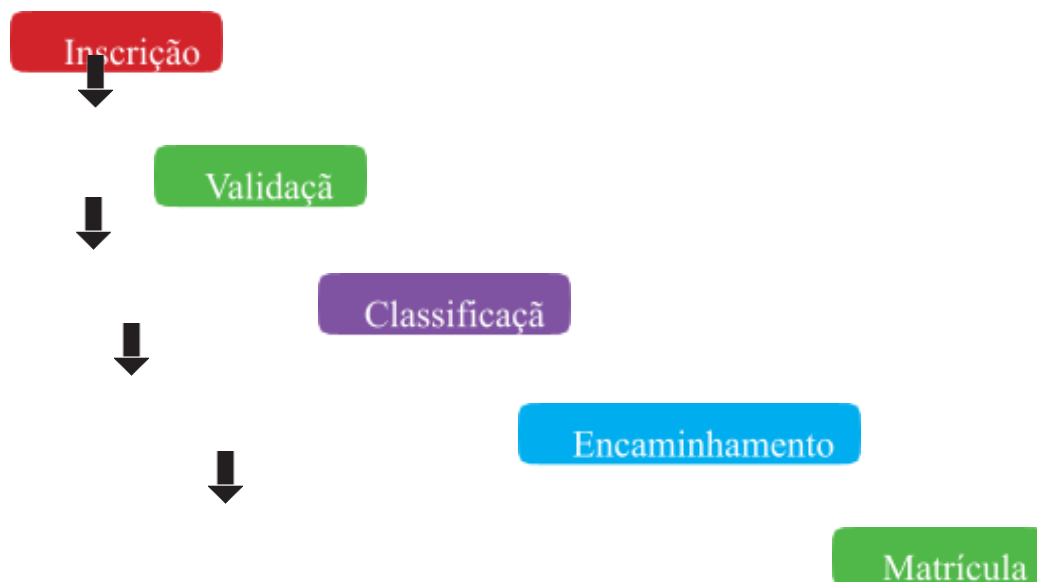 Inscrição
Validaçã
Classificaçã
Encaminhamento
Matrícula